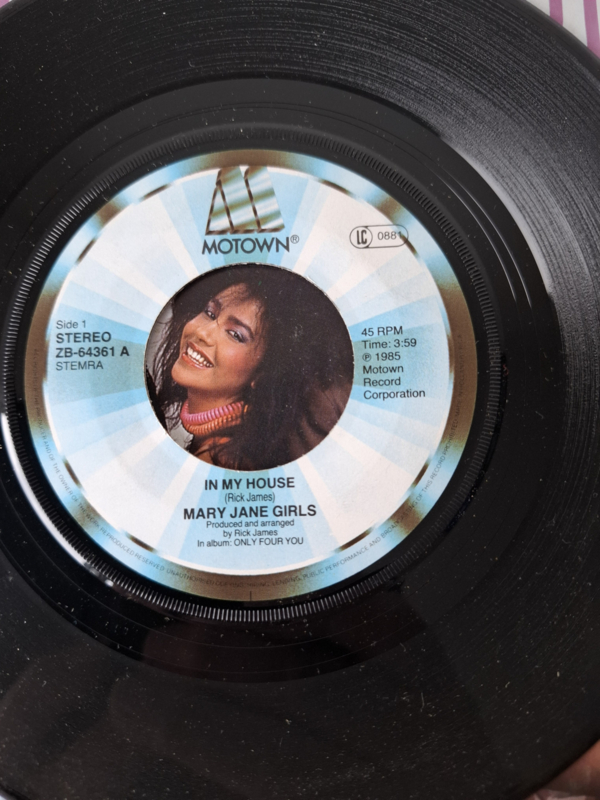 MOTOWN®
LC 0881
Side 1
STEREO
ZB-64361 A
STEMRA
45 RPM
Time: 3:59
℗ 1985
Motown
Record
Corporation
IN MY HOUSE
(Rick James)
MARY JANE GIRLS
Produced and arranged
by Rick James
In album: ONLY FOUR YOU